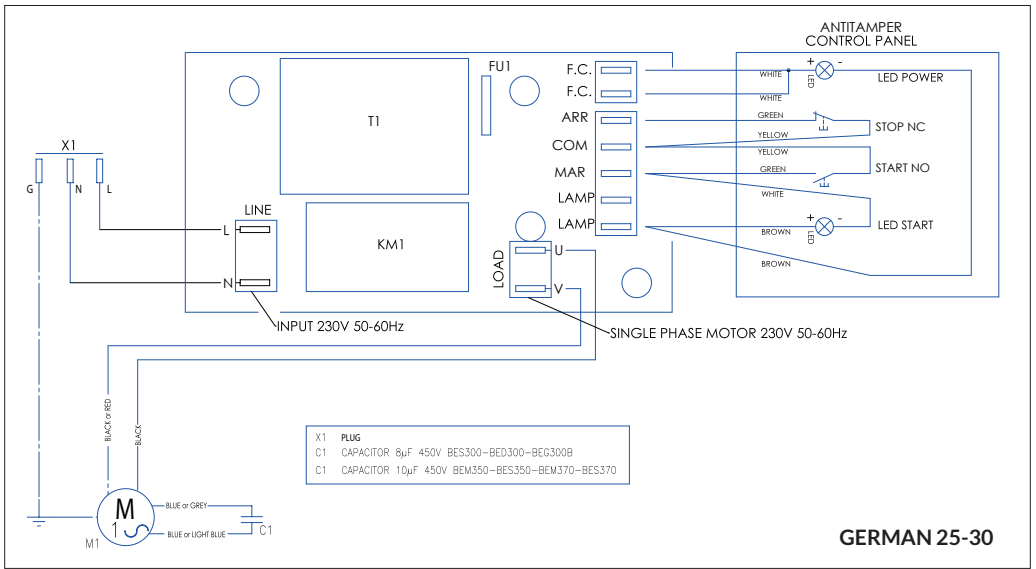 ANTITAMPER
CONTROL PANEL
FU1
F.C.
F.C.
ARR
COM
MAR
LAMP
LAMP
T1
KM1
WHITE
WHITE
GREEN
YELLOW
YELLOW
GREEN
WHITE
BROWN
BROWN
+ -
LED
LED POWER
STOP NC
START NO
+ -
LED
LED START
X1
G N L
LINE
L
N
LOAD
U
V
INPUT 230V 50-60Hz
SINGLE PHASE MOTOR 230V 50-60Hz
BLACK or RED
BLACK
M
1
M1
BLUE or GREY
BLUE or LIGHT BLUE
C1
X1 PLUG
C1 CAPACITOR 8µF 450V BES300-BED300-BEG300B
C1 CAPACITOR 10µF 450V BEM350-BES350-BEM370-BES370
GERMAN 25-30